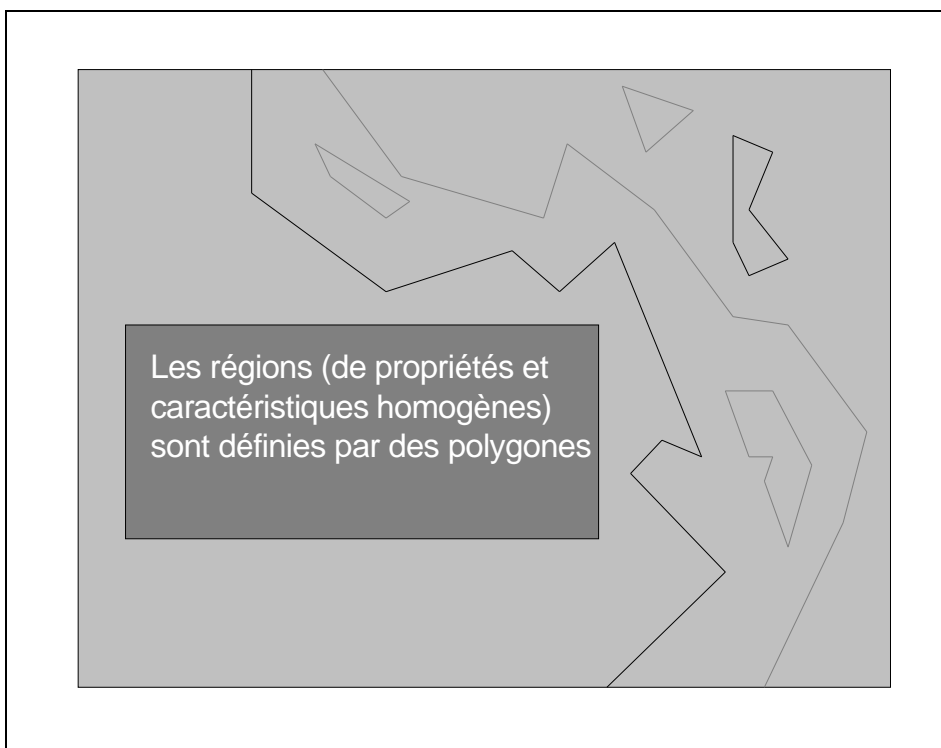 Les régions (de propriétés et
caractéristiques homogènes)
sont définies par des polygones